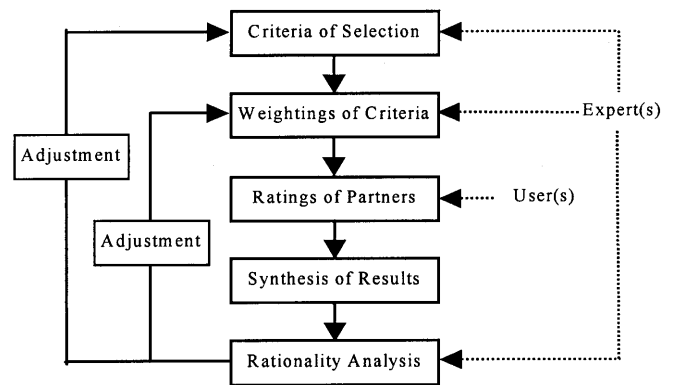 Criteria of Selection
Weightings of Criteria
Expert(s)
Adjustment
Ratings of Partners
User(s)
Adjustment
Synthesis of Results
Rationality Analysis